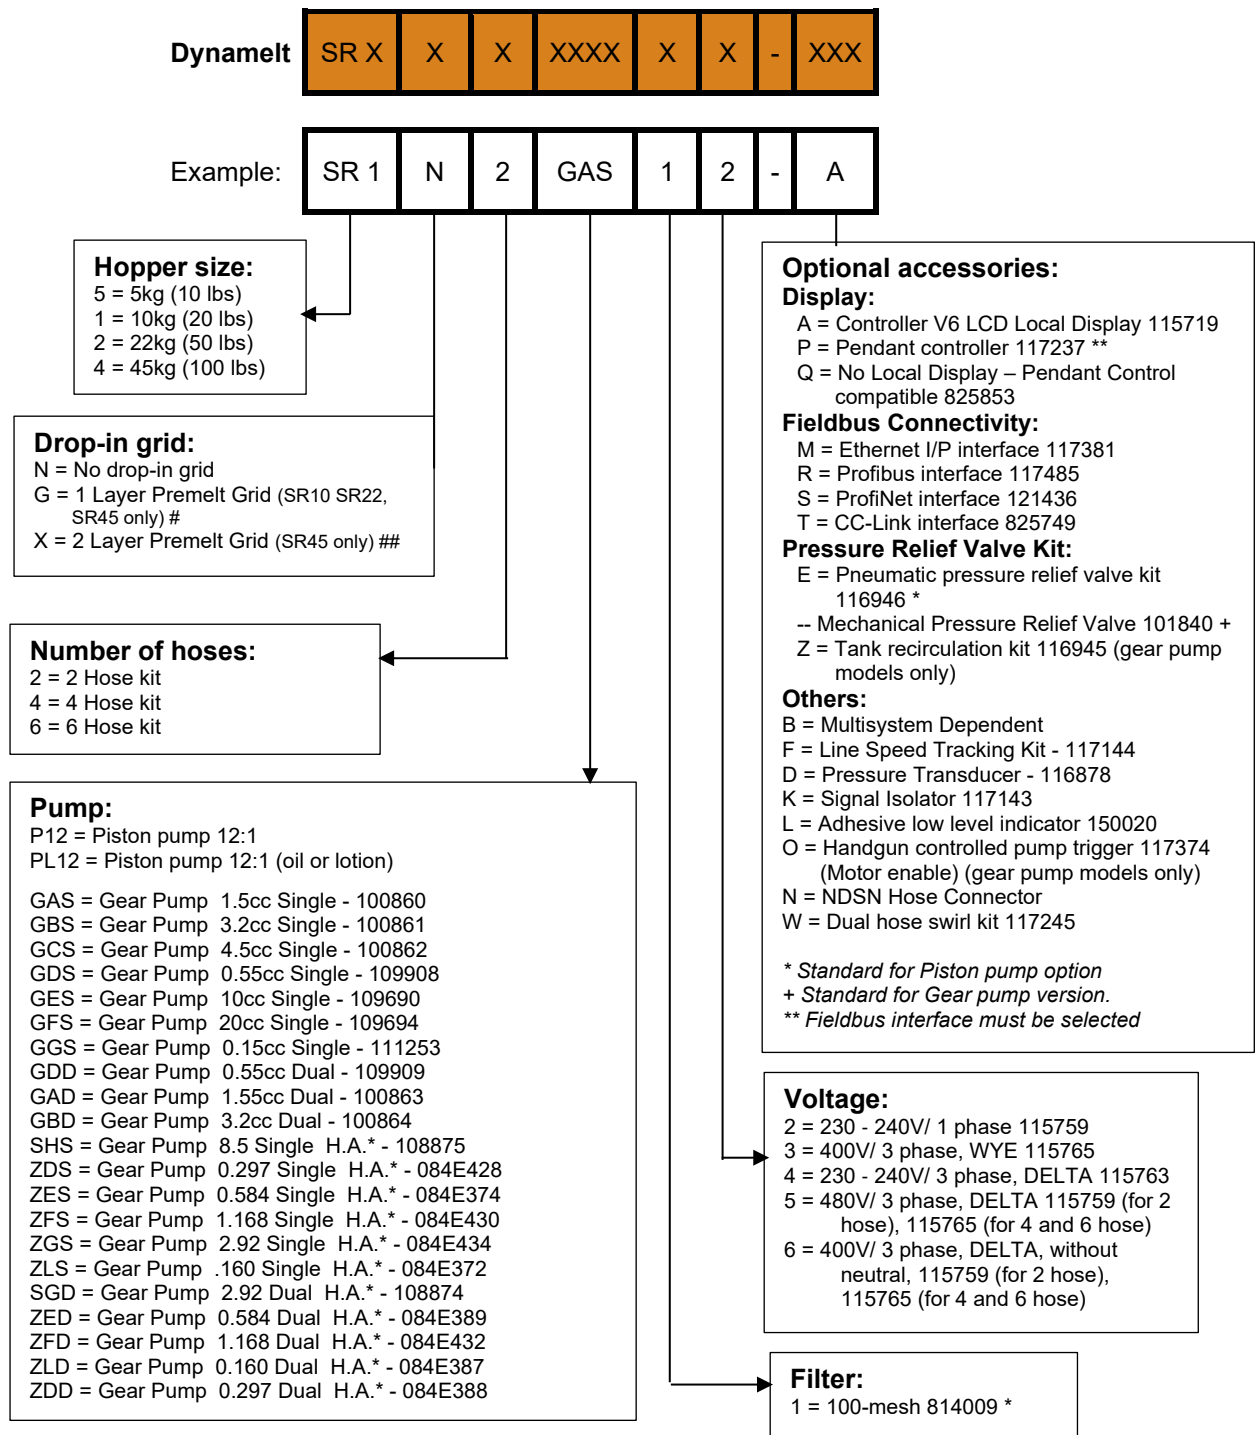 Dynamelt SR X X X XXXX X X - XXX
Example: SR 1 N 2 GAS 1 2 - A
Hopper size:
5 = 5kg (10 lbs)
1 = 10kg (20 lbs)
2 = 22kg (50 lbs)
4 = 45kg (100 lbs)
Drop-in grid:
N = No drop-in grid
G = 1 Layer Premelt Grid (SR10 SR22,
SR45 only) #
X = 2 Layer Premelt Grid (SR45 only) ##
Number of hoses:
2 = 2 Hose kit
4 = 4 Hose kit
6 = 6 Hose kit
Pump:
P12 = Piston pump 12:1
PL12 = Piston pump 12:1 (oil or lotion)
GAS = Gear Pump 1.5cc Single - 100860
GBS = Gear Pump 3.2cc Single - 100861
GCS = Gear Pump 4.5cc Single - 100862
GDS = Gear Pump 0.55cc Single - 109908
GES = Gear Pump 10cc Single - 109690
GFS = Gear Pump 20cc Single - 109694
GGS = Gear Pump 0.15cc Single - 111253
GDD = Gear Pump 0.55cc Dual - 109909
GAD = Gear Pump 1.55cc Dual - 100863
GBD = Gear Pump 3.2cc Dual - 100864
SHS = Gear Pump 8.5 Single H.A.* - 108875
ZDS = Gear Pump 0.297 Single H.A.* - 084E428
ZES = Gear Pump 0.584 Single H.A.* - 084E374
ZFS = Gear Pump 1.168 Single H.A.* - 084E430
ZGS = Gear Pump 2.92 Single H.A.* - 084E434
ZLS = Gear Pump .160 Single H.A.* - 084E372
SGD = Gear Pump 2.92 Dual H.A.* - 108874
ZED = Gear Pump 0.584 Dual H.A.* - 084E389
ZFD = Gear Pump 1.168 Dual H.A.* - 084E432
ZLD = Gear Pump 0.160 Dual H.A.* - 084E387
ZDD = Gear Pump 0.297 Dual H.A.* - 084E388
Optional accessories:
Display:
A = Controller V6 LCD Local Display 115719
P = Pendant controller 117237 **
Q = No Local Display – Pendant Control
compatible 825853
Fieldbus Connectivity:
M = Ethernet I/P interface 117381
R = Profibus interface 117485
S = ProfiNet interface 121436
T = CC-Link interface 825749
Pressure Relief Valve Kit:
E = Pneumatic pressure relief valve kit
116946 *
-- Mechanical Pressure Relief Valve 101840 +
Z = Tank recirculation kit 116945 (gear pump
models only)
Others:
B = Multisystem Dependent
F = Line Speed Tracking Kit - 117144
D = Pressure Transducer - 116878
K = Signal Isolator 117143
L = Adhesive low level indicator 150020
O = Handgun controlled pump trigger 117374
(Motor enable) (gear pump models only)
N = NDSN Hose Connector
W = Dual hose swirl kit 117245
* Standard for Piston pump option
+ Standard for Gear pump version.
** Fieldbus interface must be selected
Voltage:
2 = 230 - 240V/ 1 phase 115759
3 = 400V/ 3 phase, WYE 115765
4 = 230 - 240V/ 3 phase, DELTA 115763
5 = 480V/ 3 phase, DELTA 115759 (for 2
hose), 115765 (for 4 and 6 hose)
6 = 400V/ 3 phase, DELTA, without
neutral, 115759 (for 2 hose),
115765 (for 4 and 6 hose)
Filter:
1 = 100-mesh 814009 *